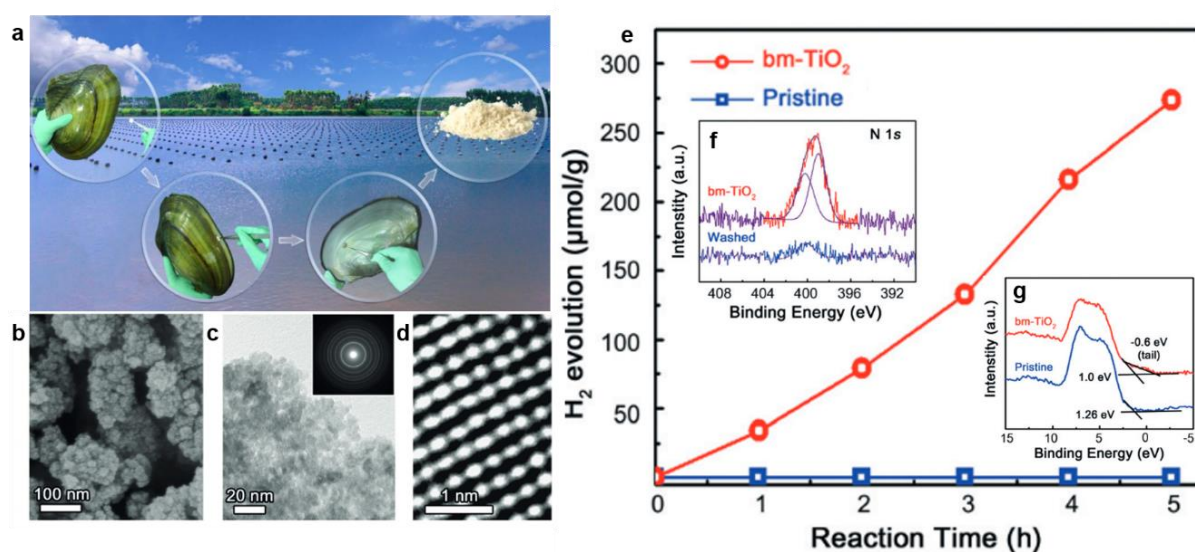 a
b
100 nm
c
20 nm
d
1 nm
e
bm-TiO₂
Pristine
H₂ evolution (μmol/g)
300
250
200
150
100
50
0
1
2
3
4
5
Reaction Time (h)
f
N 1s
bm-TiO₂
Washed
Intenstity (a.u.)
408
404
400
396
392
Binding Energy (eV)
g
bm-TiO₂
-0.6 eV
(tail)
1.0 eV
Pristine
1.26 eV
Intenstity (a.u.)
15
10
5
0
-5
Binding Energy (eV)